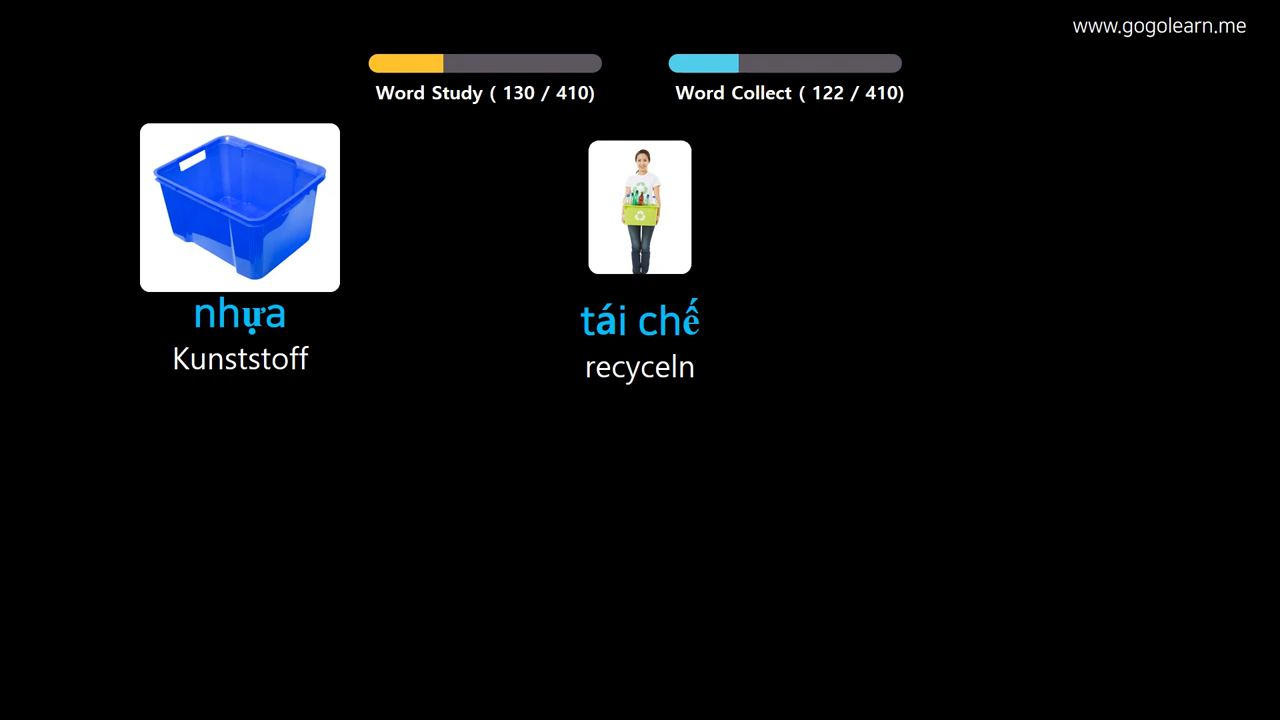 www.gogolearn.me
Word Study ( 130 / 410)
Word Collect ( 122 / 410)
nhựa
Kunststoff
tái chế
recyceln